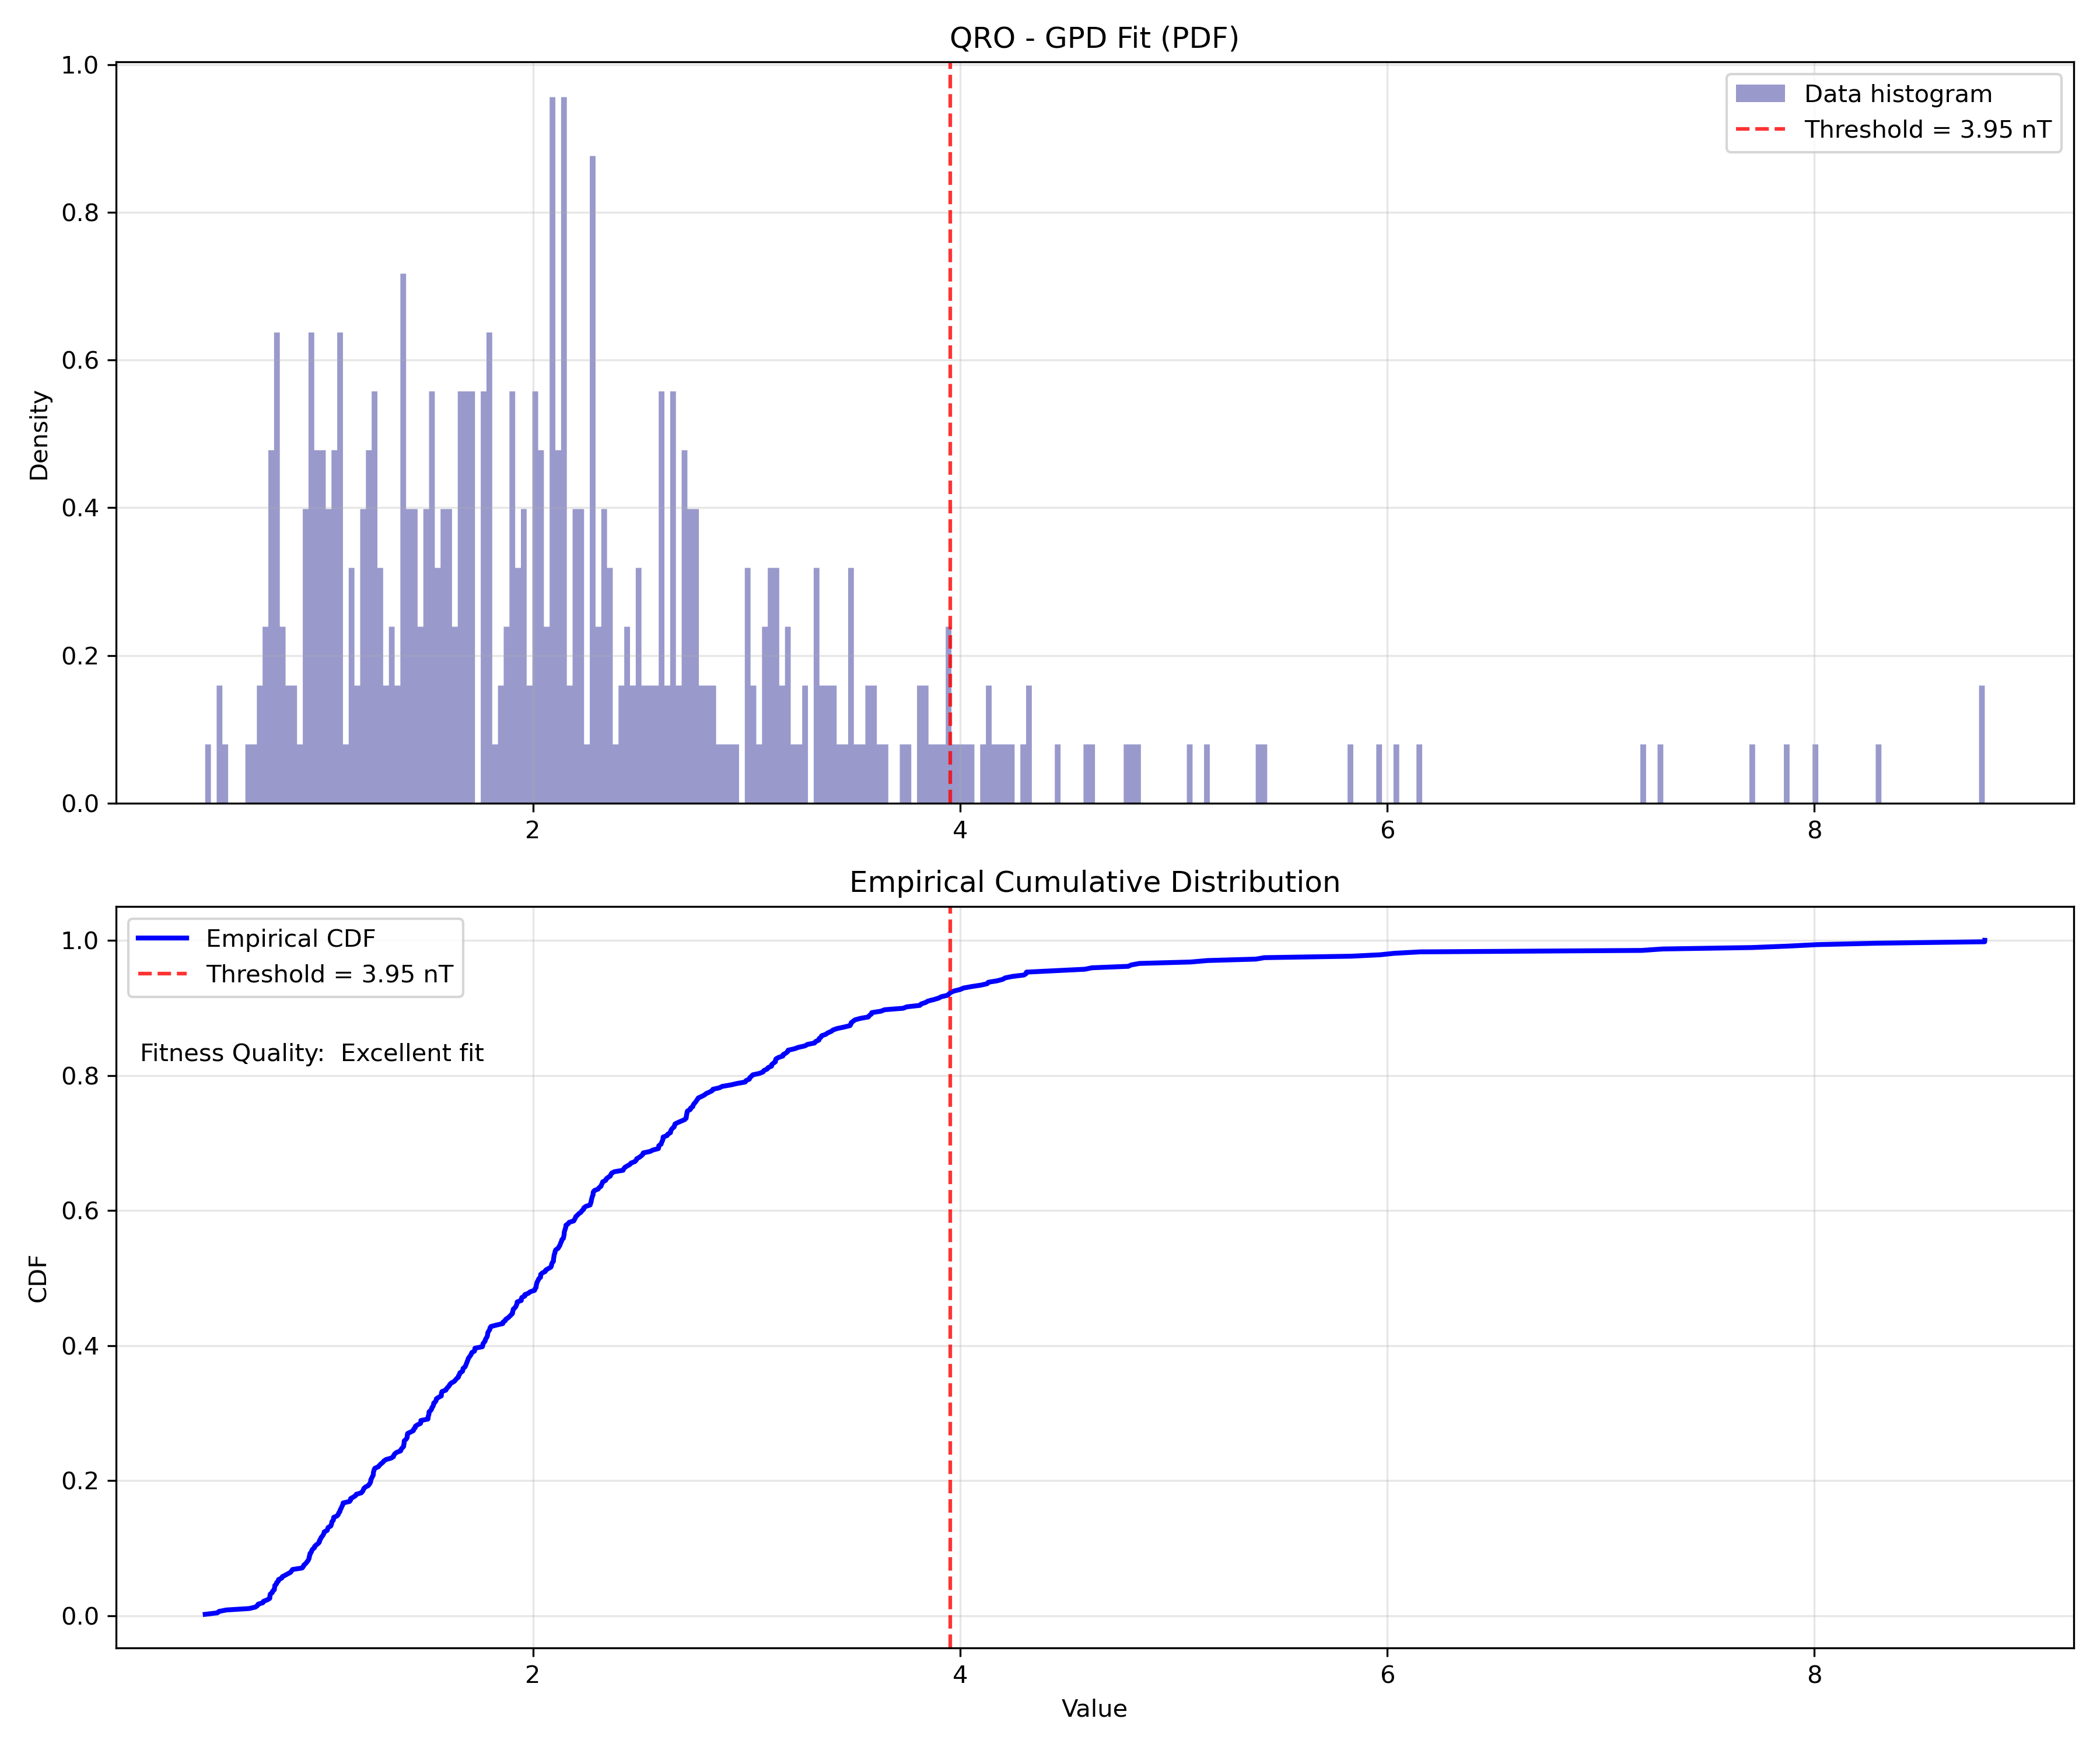 QRO - GPD Fit (PDF)
1.0
0.8
0.6
0.4
0.2
0.0
Density
Data histogram
Threshold = 3.95 nT
2
4
6
8
Empirical Cumulative Distribution
1.0
0.8
0.6
0.4
0.2
0.0
CDF
Empirical CDF
Threshold = 3.95 nT
Fitness Quality:  Excellent fit
2
4
6
8
Value